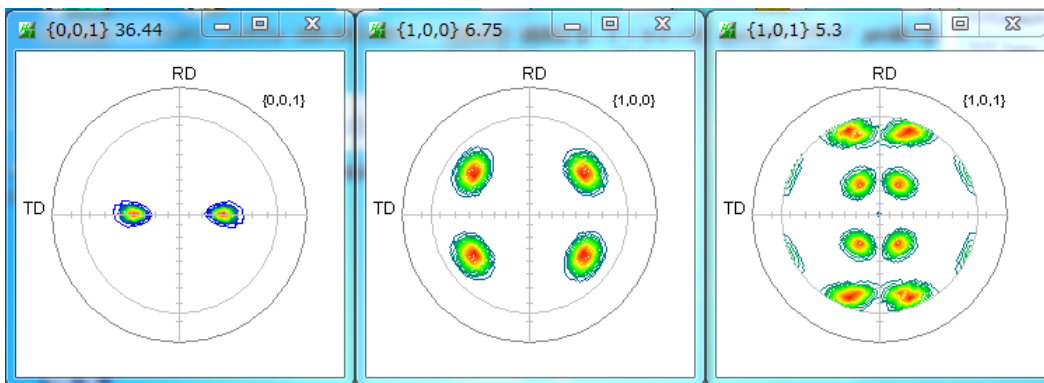 {0,0,1} 36.44
RD
{0,0,1}
TD
{1,0,0} 6.75
RD
{1,0,0}
TD
{1,0,1} 5.3
RD
{1,0,1}
TD